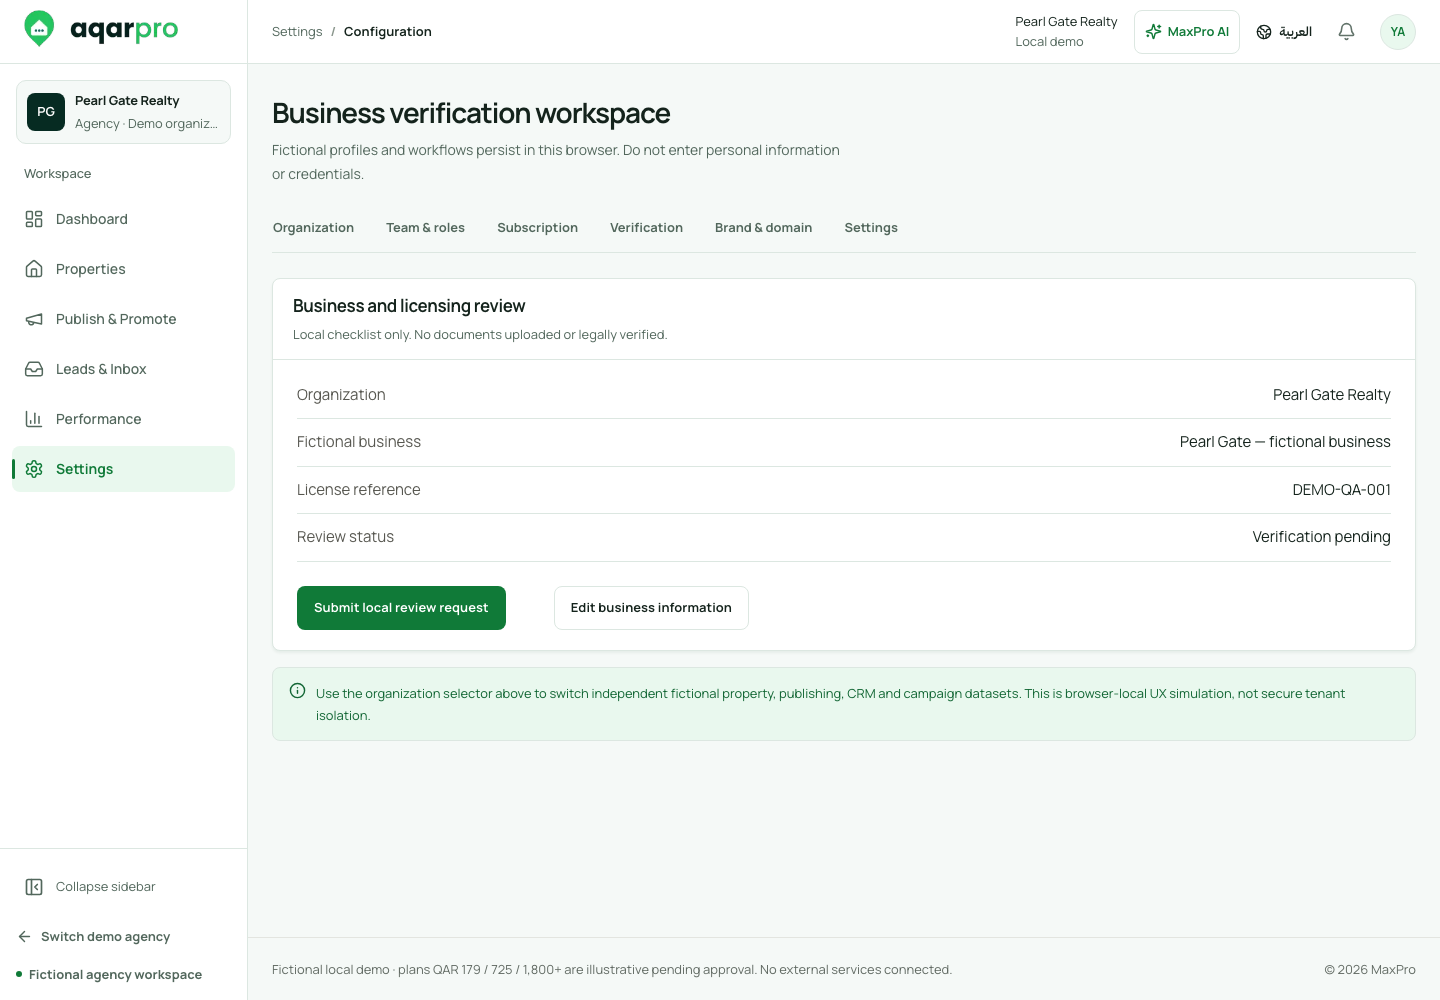 aqarpro
Settings / Configuration
Pearl Gate Realty
Local demo
MaxPro AI
العربية
YA
PG
Pearl Gate Realty
Agency · Demo organiz...
Workspace
Dashboard
Properties
Publish & Promote
Leads & Inbox
Performance
Settings
Collapse sidebar
Switch demo agency
Fictional agency workspace
Business verification workspace
Fictional profiles and workflows persist in this browser. Do not enter personal information
or credentials.
Organization Team & roles Subscription Verification Brand & domain Settings
Business and licensing review
Local checklist only. No documents uploaded or legally verified.
Organization Pearl Gate Realty
Fictional business Pearl Gate — fictional business
License reference DEMO-QA-001
Review status Verification pending
Submit local review request Edit business information
Use the organization selector above to switch independent fictional property, publishing, CRM and campaign datasets. This is browser-local UX simulation, not secure tenant
isolation.
Fictional local demo · plans QAR 179 / 725 / 1,800+ are illustrative pending approval. No external services connected.
© 2026 MaxPro